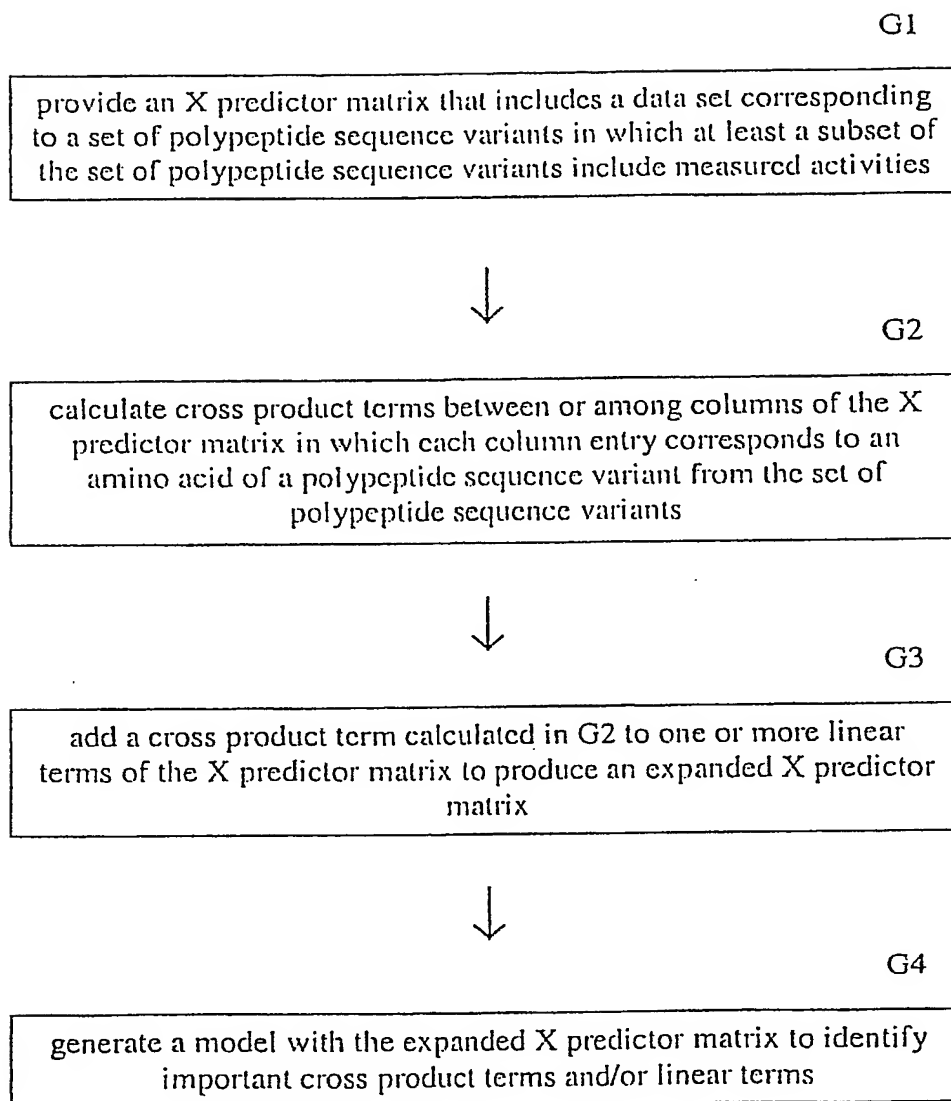 G1
provide an X predictor matrix that includes a data set corresponding
to a set of polypeptide sequence variants in which at least a subset of
the set of polypeptide sequence variants include measured activities
G2
calculate cross product terms between or among columns of the X
predictor matrix in which each column entry corresponds to an
amino acid of a polypeptide sequence variant from the set of
polypeptide sequence variants
G3
add a cross product term calculated in G2 to one or more linear
terms of the X predictor matrix to produce an expanded X predictor
matrix
G4
generate a model with the expanded X predictor matrix to identify
important cross product terms and/or linear terms